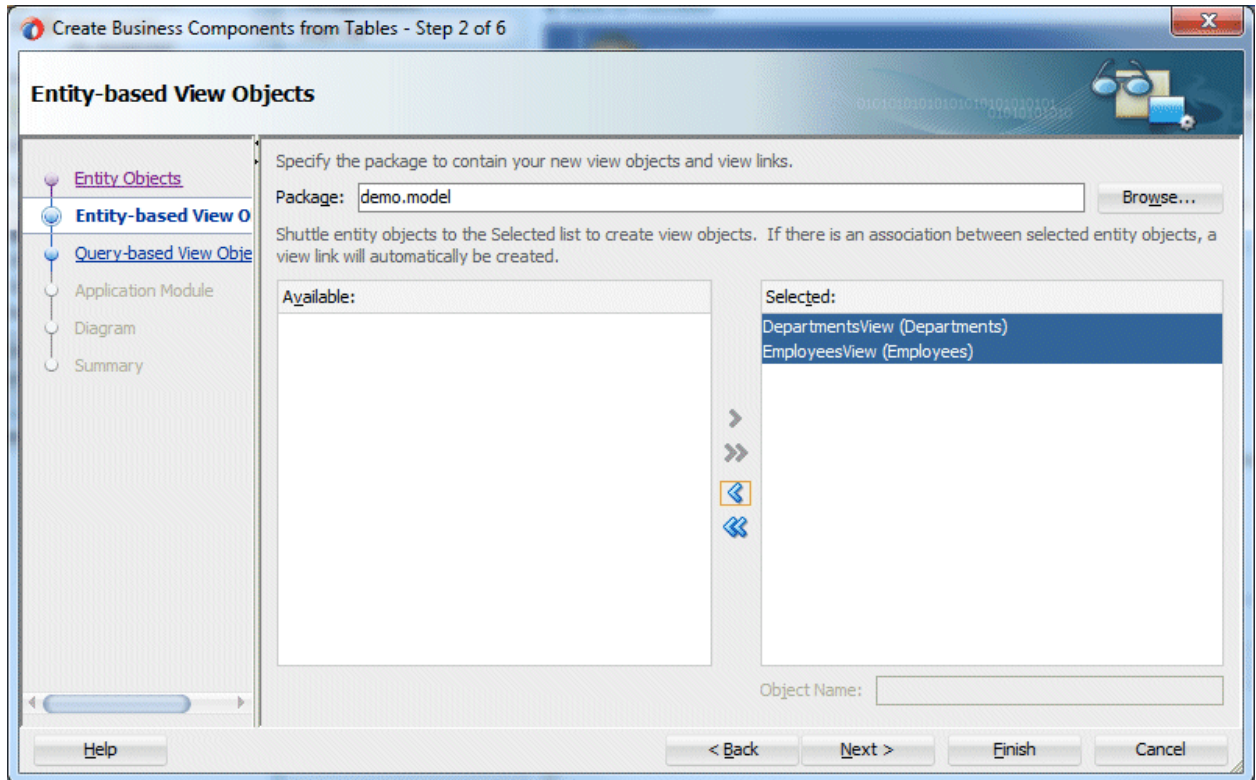 Create Business Components from Tables - Step 2 of 6
Entity-based View Objects
Entity Objects
Entity-based View O
Query-based View Obje
Application Module
Diagram
Summary
Specify the package to contain your new view objects and view links.
Package: demo.model Browse...
Shuttle entity objects to the Selected list to create view objects. If there is an association between selected entity objects, a
view link will automatically be created.
Available:
Selected:
DepartmentsView (Departments)
EmployeesView (Employees)
Object Name:
Help < Back Next > Finish Cancel